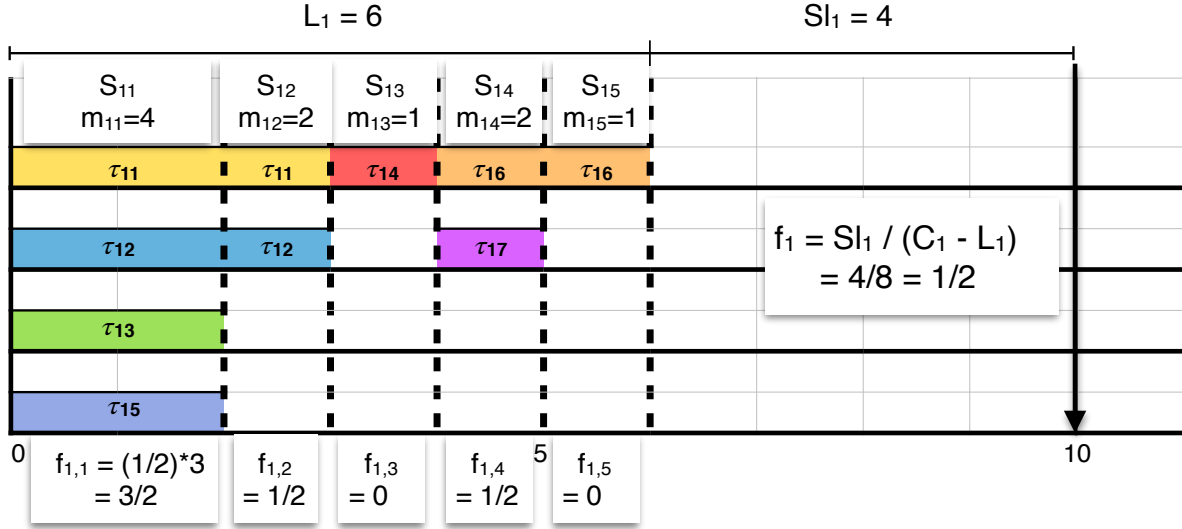 L₁ = 6 Sl₁ = 4
S₁₁ S₁₂ S₁₃ S₁₄ S₁₅
m₁₁=4 m₁₂=2 m₁₃=1 m₁₄=2 m₁₅=1
τ₁₁ τ₁₁ τ₁₄ τ₁₆ τ₁₆
τ₁₂ τ₁₂ τ₁₇
f₁ = Sl₁ / (C₁ - L₁)
= 4/8 = 1/2
τ₁₃
τ₁₅
0 5 10
f₁,₁ = (1/2)*3 f₁,₂ f₁,₃ f₁,₄ f₁,₅
= 3/2 = 1/2 = 0 = 1/2 = 0